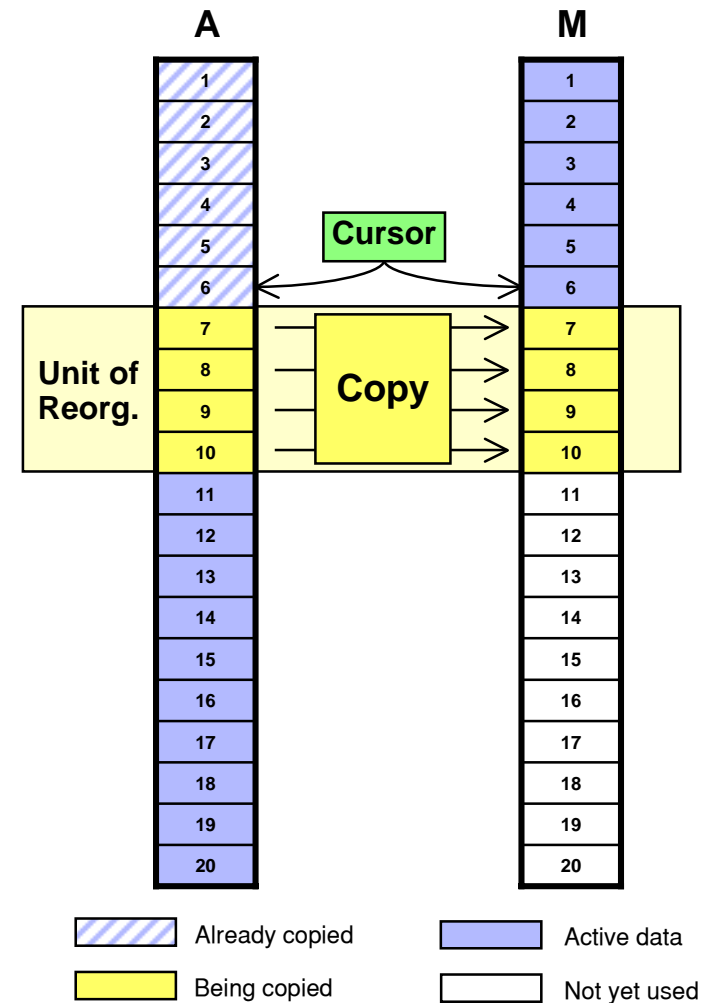 A M
1 1
2 2
3 3
4 4
Cursor
5 5
6 6
7 7
Unit of
Reorg.
8 8
Copy
9 9
10 10
11 11
12 12
13 13
14 14
15 15
16 16
17 17
18 18
19 19
20 20
Already copied Active data
Being copied Not yet used